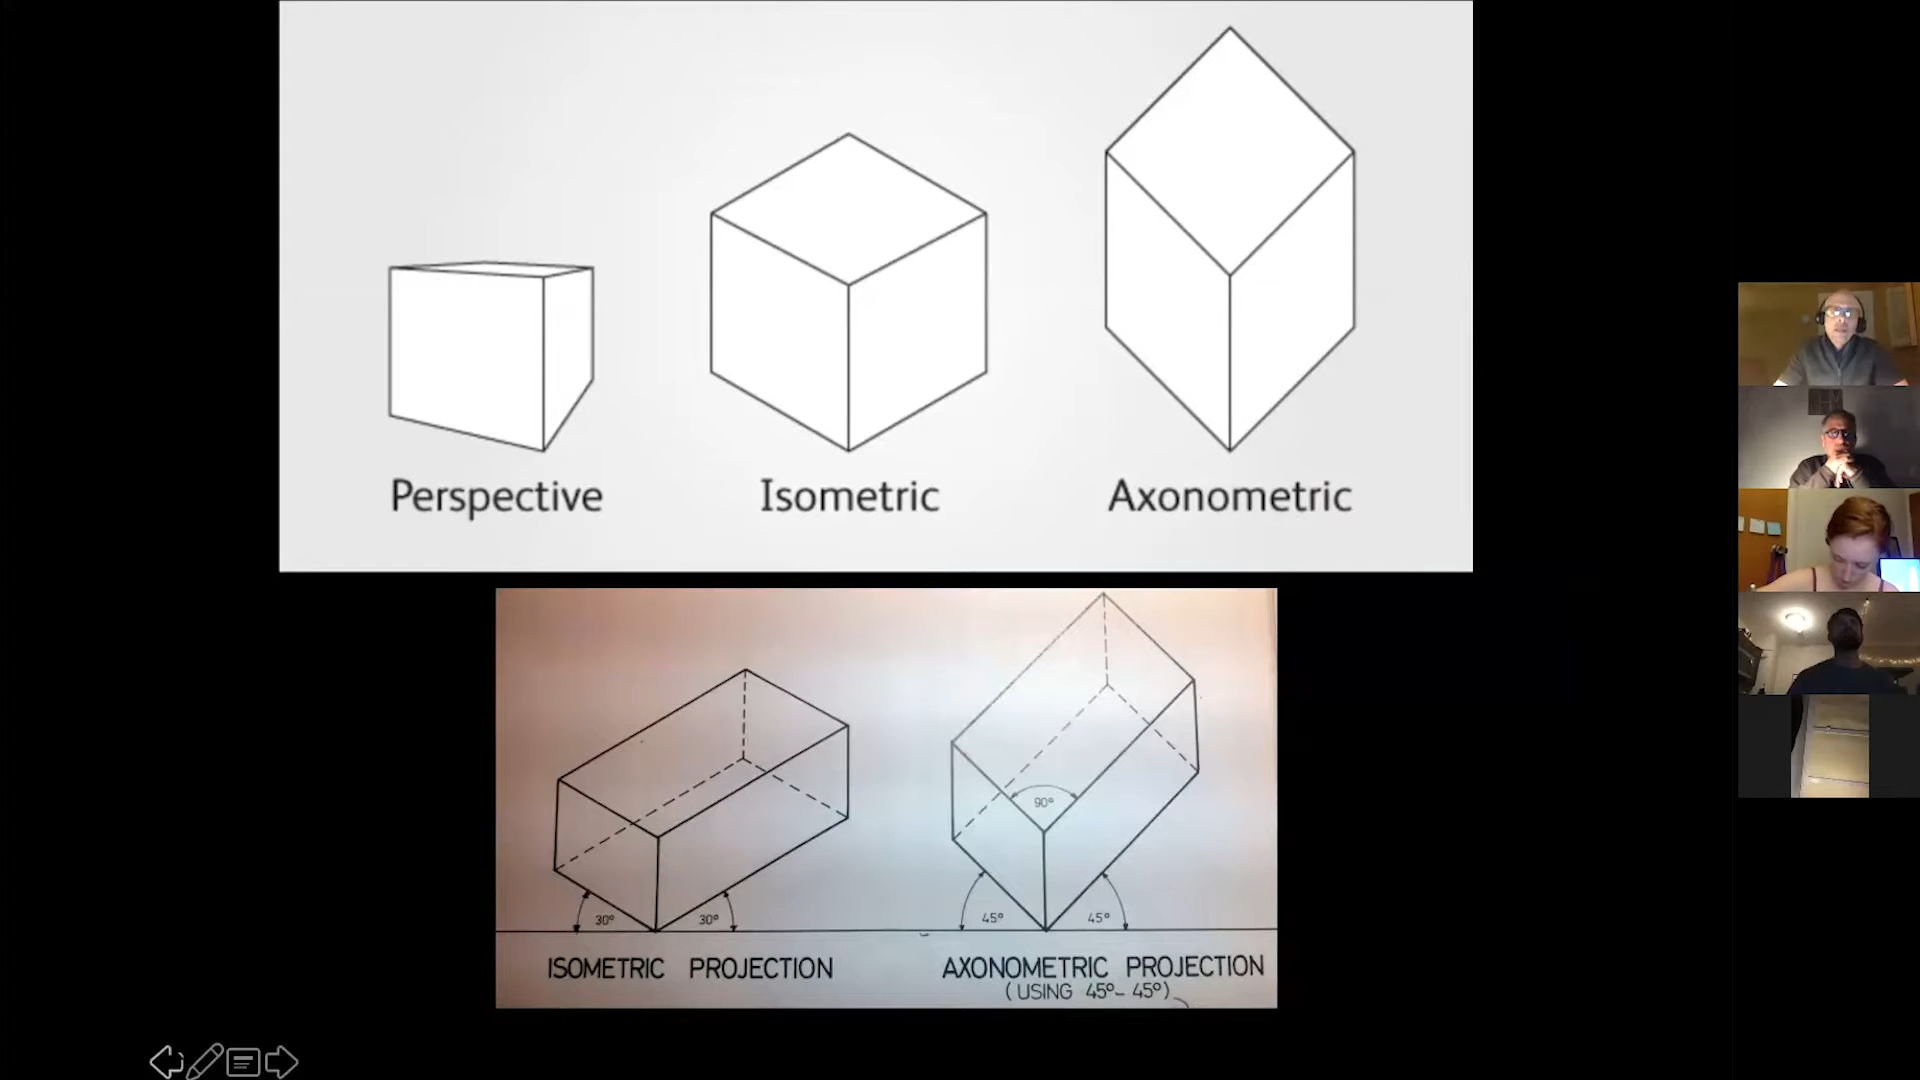 Perspective Isometric Axonometric
90°
30° 30° 45° 45°
ISOMETRIC PROJECTION AXONOMETRIC PROJECTION
(USING 45°- 45°)